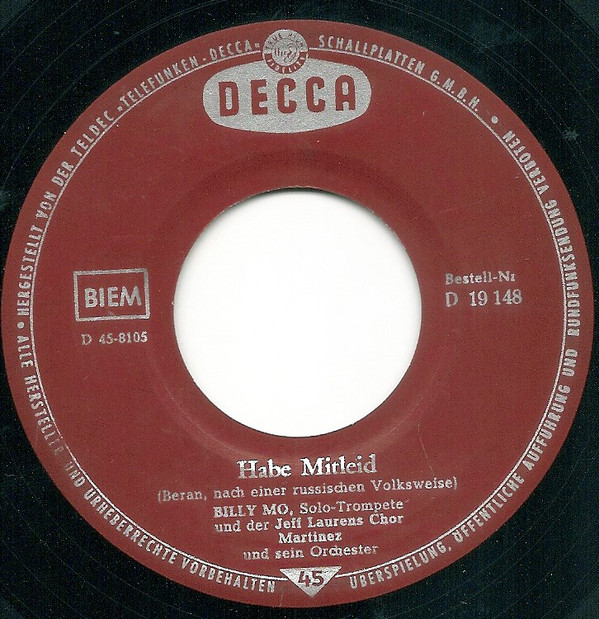 • HERGESTELLT VON DER TELDEC »TELEFUNKEN-DECCA« SCHALLPLATTEN G.M.B.H. •
DECCA
BIEM
D 45-8105
Bestell-Nr
D 19 148
Habe Mitleid
(Beran, nach einer russischen Volksweise)
BILLY MO, Solo-Trompete
und der Jeff Laurens Chor
Martinez
und sein Orchester
45
ALLE HERSTELLER- UND URHEBERRECHTE VORBEHALTEN
ÜBERSPIELUNG, ÖFFENTLICHE AUFFÜHRUNG UND RUNDFUNKSENDUNG VERBOTEN